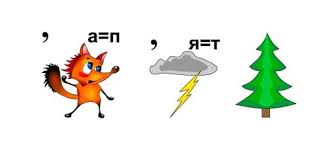 , а=п , я=т